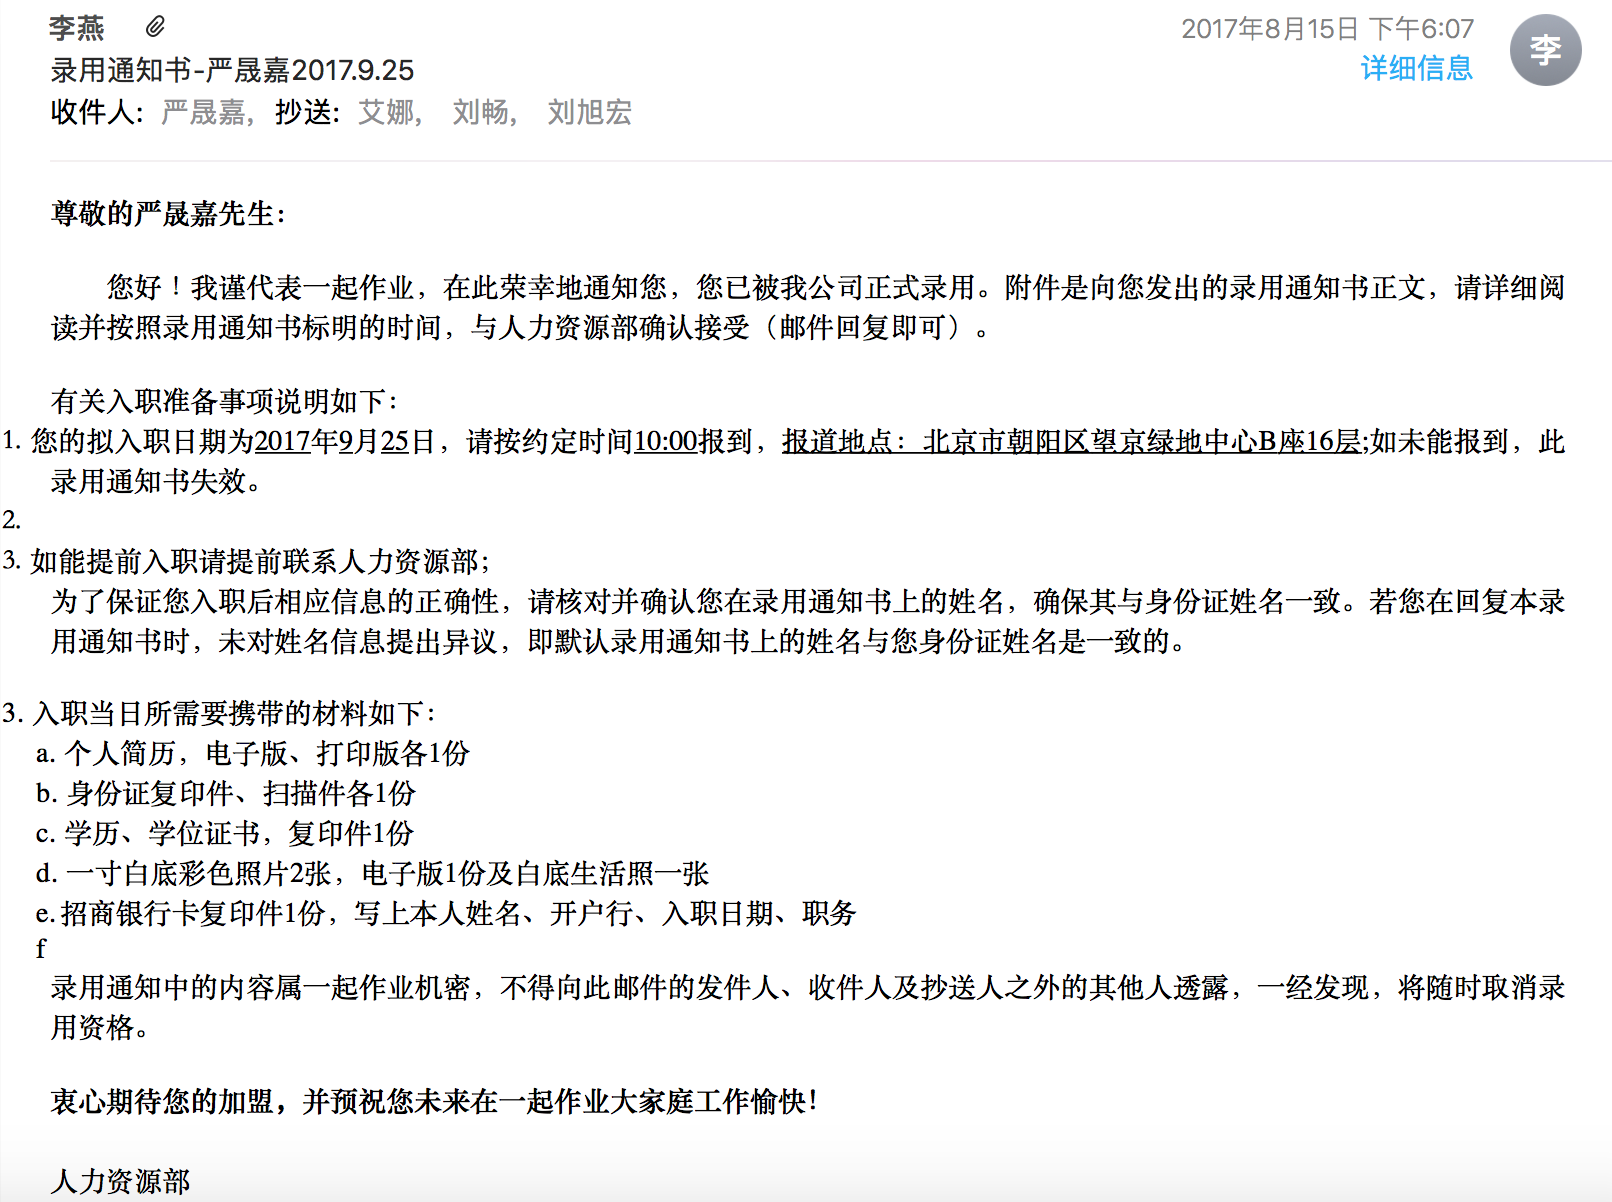 李燕
2017年8月15日 下午6:07
李
录用通知书-严晟嘉2017.9.25
详细信息
收件人: 严晟嘉, 抄送: 艾娜, 刘畅, 刘旭宏
尊敬的严晟嘉先生：
您好！我谨代表一起作业，在此荣幸地通知您，您已被我公司正式录用。附件是向您发出的录用通知书正文，请详细阅
读并按照录用通知书标明的时间，与人力资源部确认接受（邮件回复即可）。
有关入职准备事项说明如下：
1. 您的拟入职日期为2017年9月25日，请按约定时间10:00报到，报道地点：北京市朝阳区望京绿地中心B座16层;如未能报到，此
录用通知书失效。
2.
3. 如能提前入职请提前联系人力资源部；
为了保证您入职后相应信息的正确性，请核对并确认您在录用通知书上的姓名，确保其与身份证姓名一致。若您在回复本录
用通知书时，未对姓名信息提出异议，即默认录用通知书上的姓名与您身份证姓名是一致的。
3. 入职当日所需要携带的材料如下：
a. 个人简历，电子版、打印版各1份
b. 身份证复印件、扫描件各1份
c. 学历、学位证书，复印件1份
d. 一寸白底彩色照片2张，电子版1份及白底生活照一张
e. 招商银行卡复印件1份，写上本人姓名、开户行、入职日期、职务
f
录用通知中的内容属一起作业机密，不得向此邮件的发件人、收件人及抄送人之外的其他人透露，一经发现，将随时取消录
用资格。
衷心期待您的加盟，并预祝您未来在一起作业大家庭工作愉快！
人力资源部